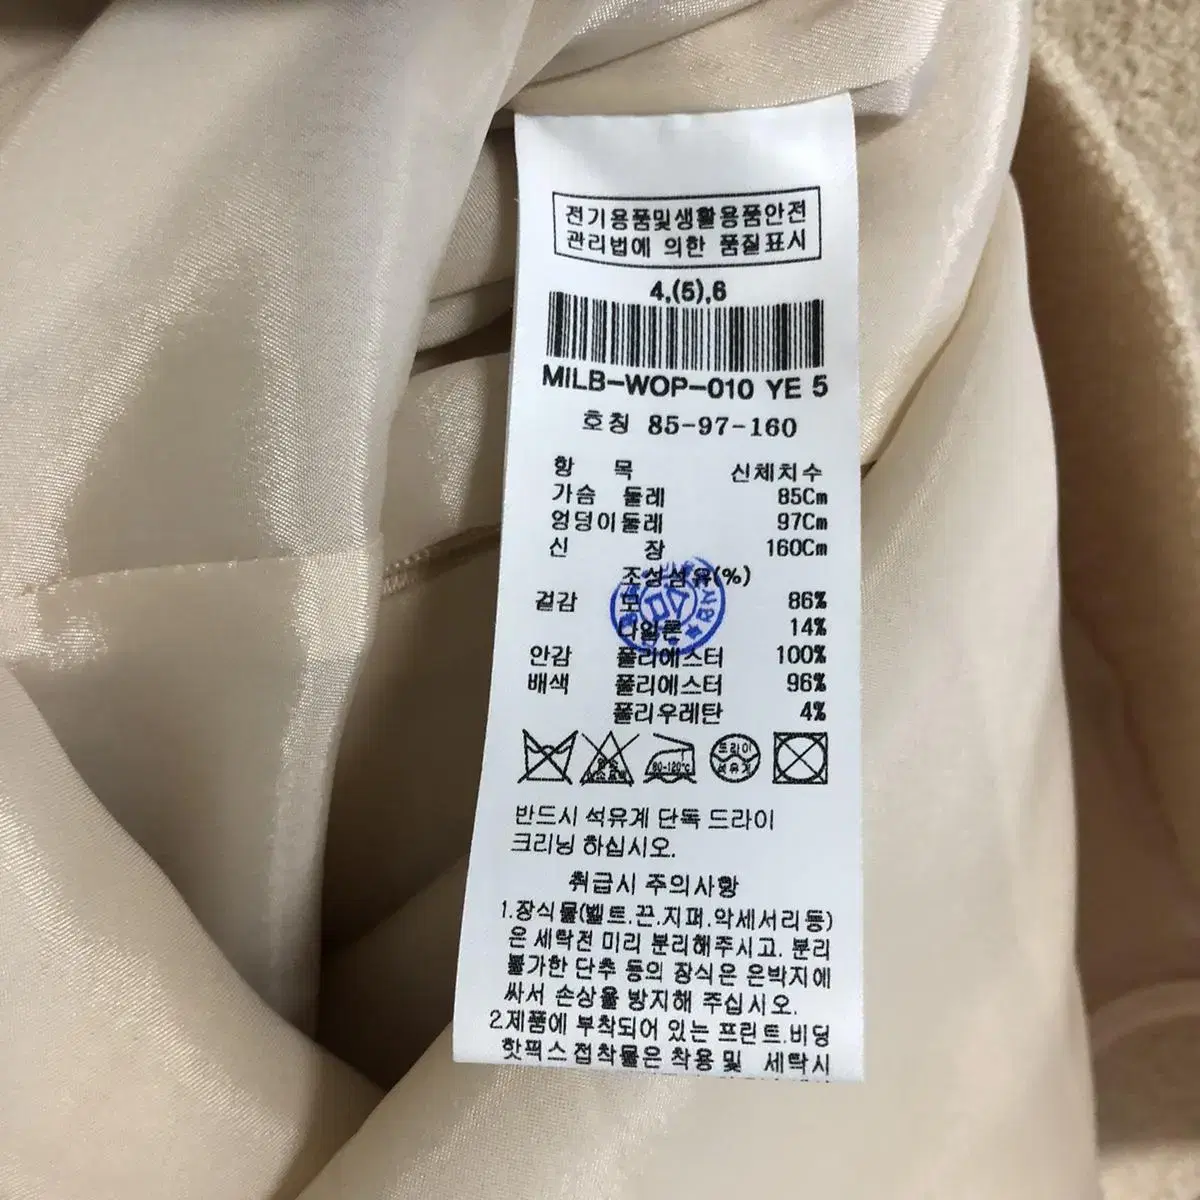 전기용품및생활용품안전
관리법에 의한 품질표시
4,(5),6
MILB-WOP-010 YE 5
호칭 85-97-160
항 목 신체치수
가슴 둘레 85Cm
엉덩이둘레 97Cm
신 장 160Cm
조성섬유(%)
겉감 모 86%
나일론 14%
안감 폴리에스터 100%
배색 폴리에스터 96%
폴리우레탄 4%
80-120℃
드라이
석유계
반드시 석유계 단독 드라이
크리닝 하십시오.
취급시 주의사항
1.장식물(벨트.끈.지퍼.악세서리등)
은 세탁전 미리 분리해주시고. 분리
불가한 단추 등의 장식은 은박지에
싸서 손상을 방지해 주십시오.
2.제품에 부착되어 있는 프린트.비딩
핫픽스 접착물은 착용및 세탁시